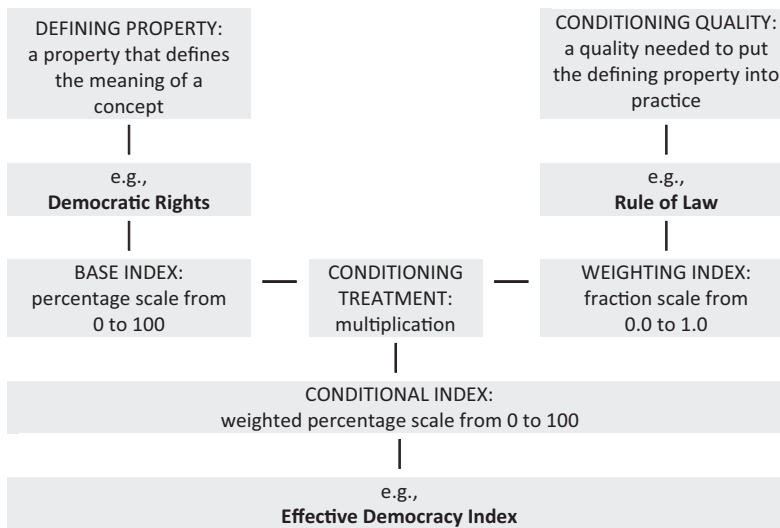 DEFINING PROPERTY:
a property that defines
the meaning of a
concept
CONDITIONING QUALITY:
a quality needed to put
the defining property into
practice
e.g.,
Democratic Rights
e.g.,
Rule of Law
BASE INDEX:
percentage scale from
0 to 100
CONDITIONING
TREATMENT:
multiplication
WEIGHTING INDEX:
fraction scale from
0.0 to 1.0
CONDITIONAL INDEX:
weighted percentage scale from 0 to 100
e.g.,
Effective Democracy Index